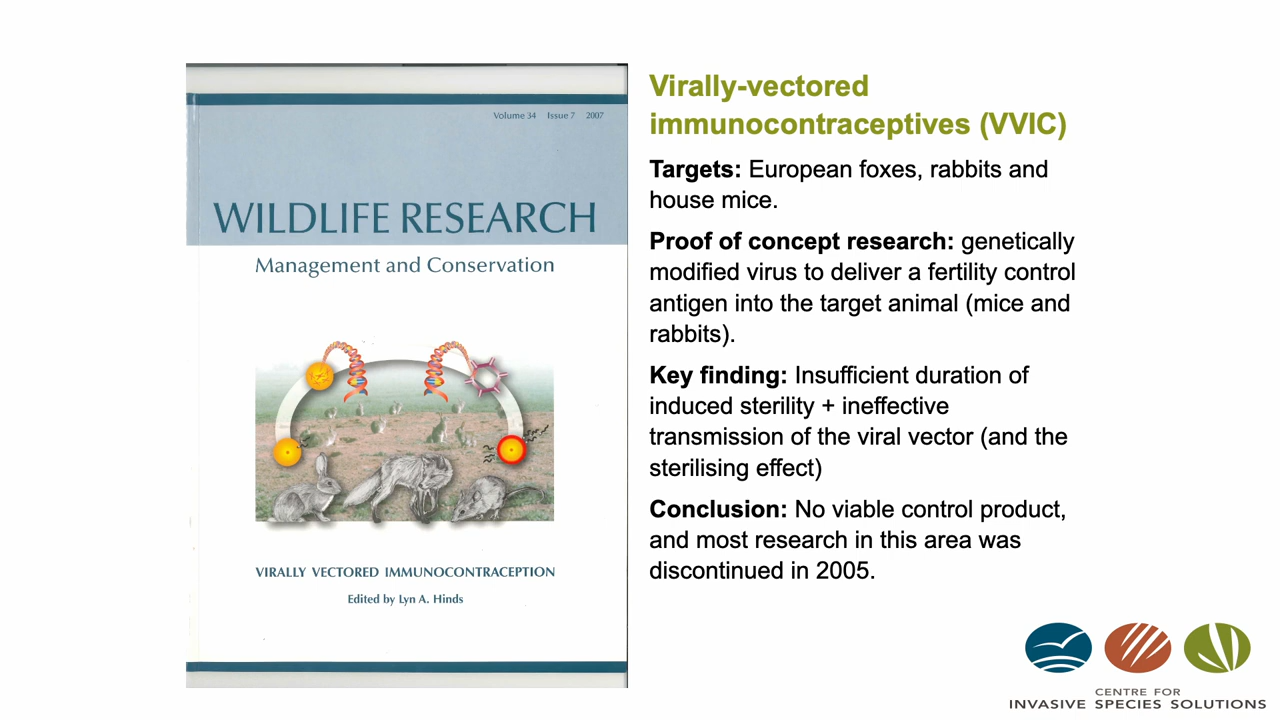 Volume 34 Issue 7 2007
WILDLIFE RESEARCH
Management and Conservation
VIRALLY VECTORED IMMUNOCONTRACEPTION
Edited by Lyn A. Hinds
Virally-vectored
immunocontraceptives (VVIC)
Targets: European foxes, rabbits and
house mice.
Proof of concept research: genetically
modified virus to deliver a fertility control
antigen into the target animal (mice and
rabbits).
Key finding: Insufficient duration of
induced sterility + ineffective
transmission of the viral vector (and the
sterilising effect)
Conclusion: No viable control product,
and most research in this area was
discontinued in 2005.
CENTRE FOR
INVASIVE SPECIES SOLUTIONS